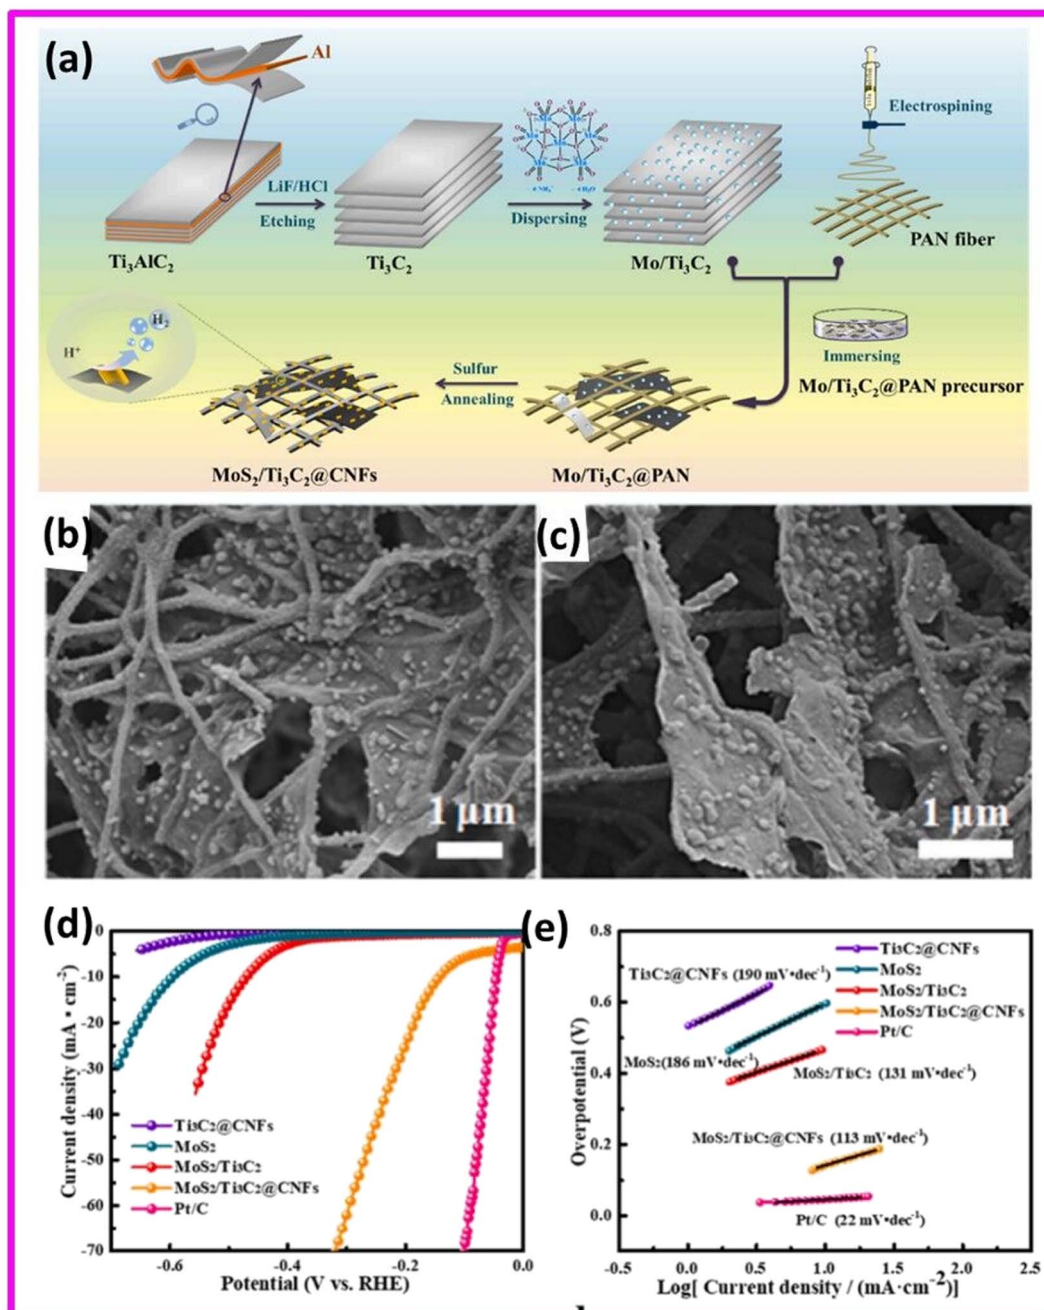 (a)
Al
LiF/HCl
Etching
Dispersing
Electrospining
Ti₃AlC₂
Ti₃C₂
Mo/Ti₃C₂
PAN fiber
H₂
H⁺
Sulfur
Annealing
Immersing
Mo/Ti₃C₂@PAN precursor
MoS₂/Ti₃C₂@CNFs
Mo/Ti₃C₂@PAN
(b)
1 μm
(c)
1 μm
(d)
Current density (mA • cm⁻²)
0
-10
-20
-30
-40
-50
-60
-70
Ti₃C₂@CNFs
MoS₂
MoS₂/Ti₃C₂
MoS₂/Ti₃C₂@CNFs
Pt/C
-0.6 -0.4 -0.2 0.0
Potential (V vs. RHE)
(e)
Overpotential (V)
0.8
0.6
0.4
0.2
0.0
Ti₃C₂@CNFs
MoS₂
MoS₂/Ti₃C₂
MoS₂/Ti₃C₂@CNFs
Pt/C
Ti₃C₂@CNFs (190 mV•dec⁻¹)
MoS₂(186 mV•dec⁻¹)
MoS₂/Ti₃C₂ (131 mV•dec⁻¹)
MoS₂/Ti₃C₂@CNFs (113 mV•dec⁻¹)
Pt/C (22 mV•dec⁻¹)
-0.5 0.0 0.5 1.0 1.5 2.0 2.5
Log[ Current density / (mA·cm⁻²)]